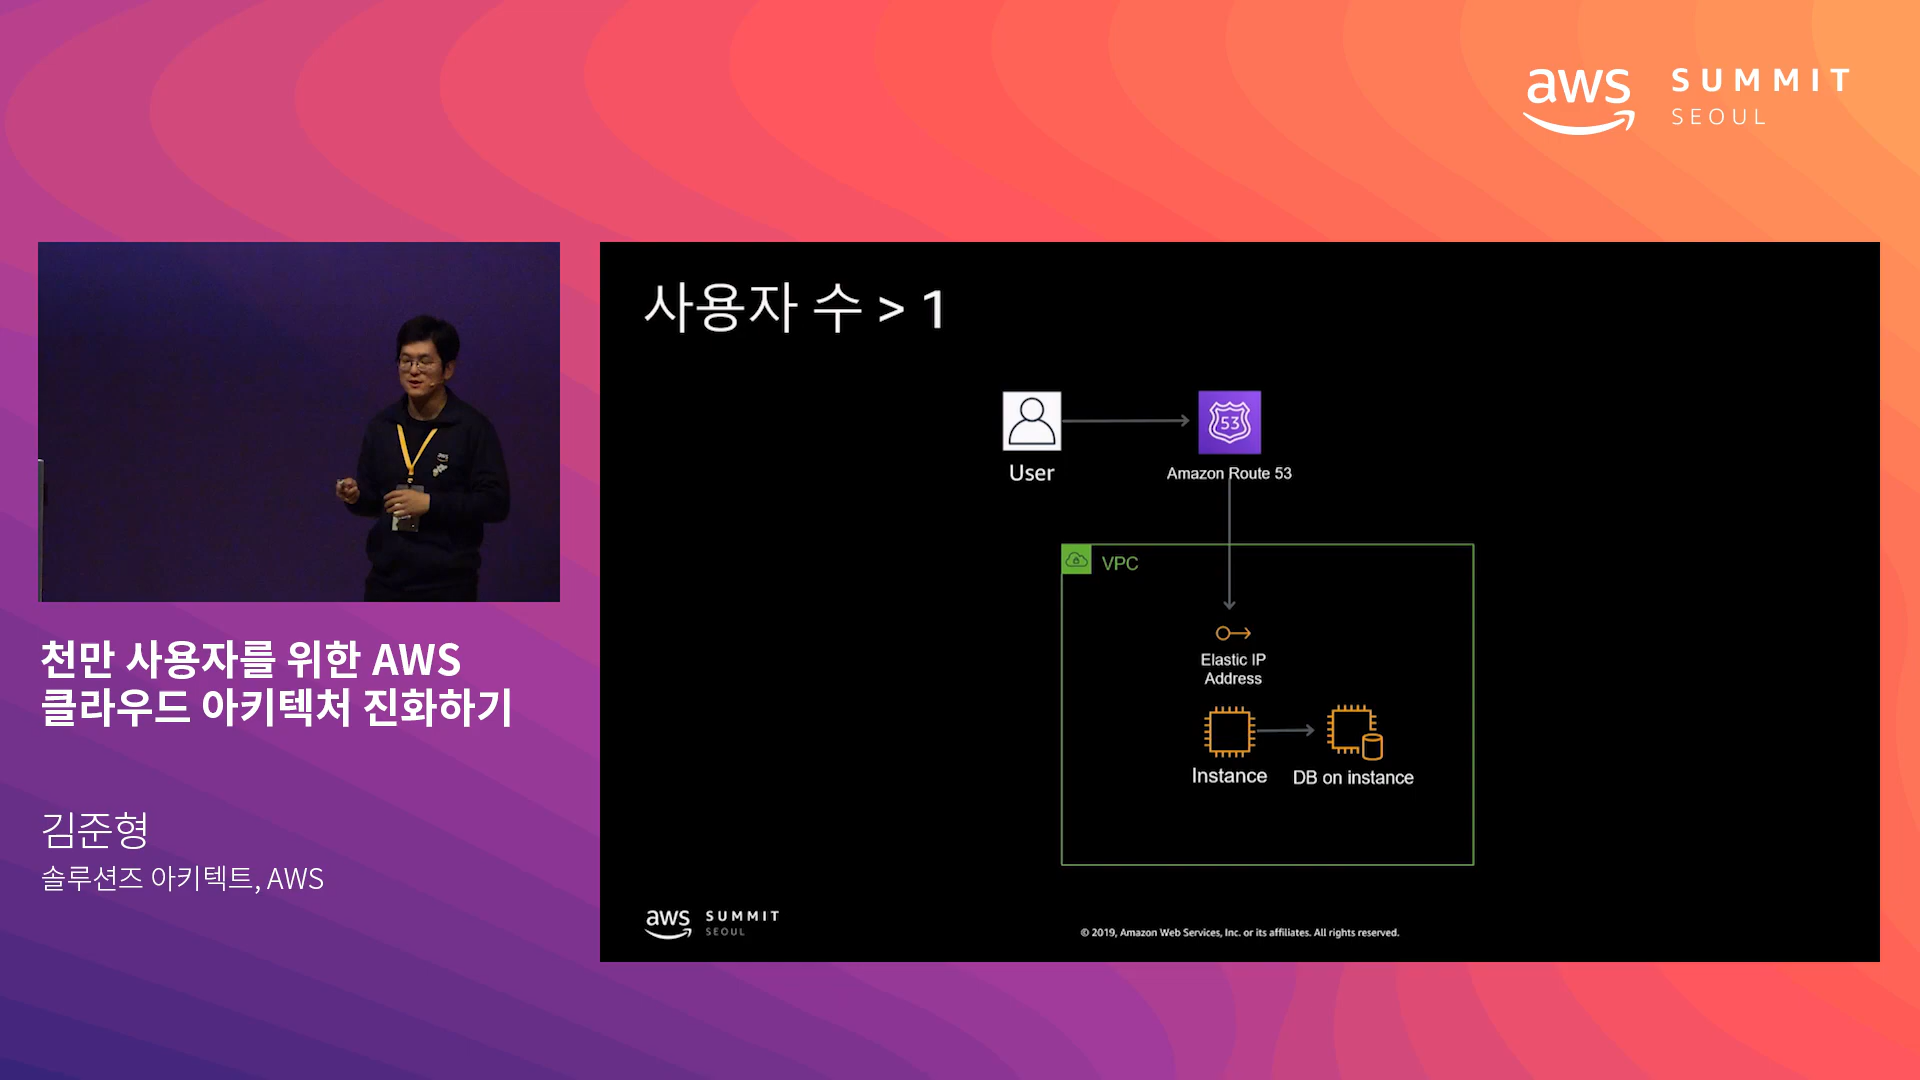 aws SUMMIT
SEOUL
사용자 수 > 1
53
User
Amazon Route 53
VPC
Elastic IP
Address
Instance
DB on instance
aws SUMMIT
SEOUL
© 2019, Amazon Web Services, Inc. or its affiliates. All rights reserved.
aws
천만 사용자를 위한 AWS
클라우드 아키텍처 진화하기
김준형
솔루션즈 아키텍트, AWS